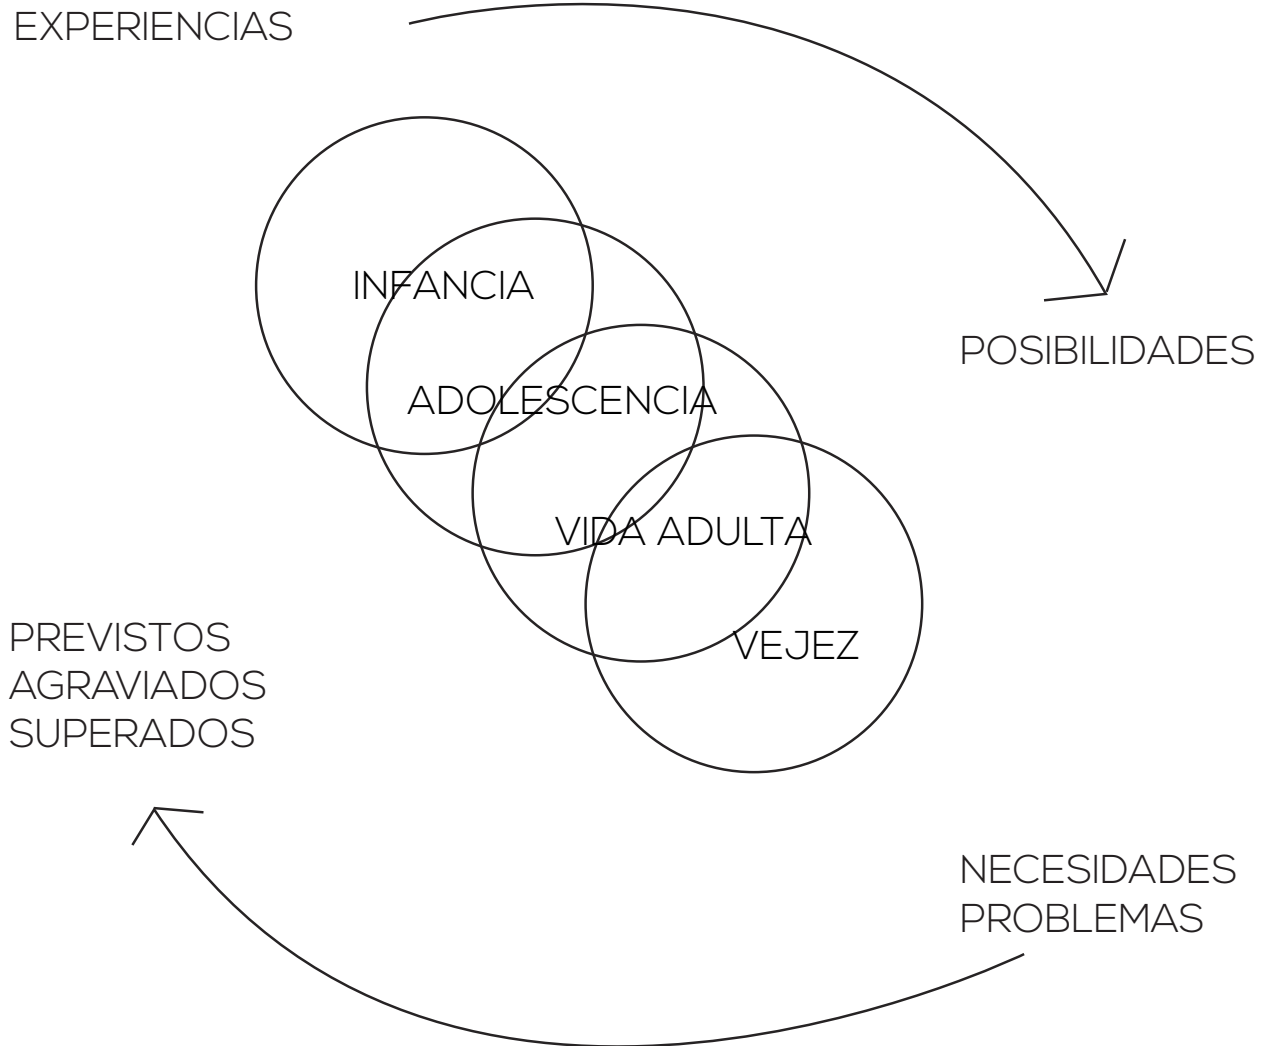 EXPERIENCIAS
INFANCIA
POSIBILIDADES
ADOLESCENCIA
VIDA ADULTA
PREVISTOS
AGRAVIADOS
SUPERADOS
VEJEZ
NECESIDADES
PROBLEMAS